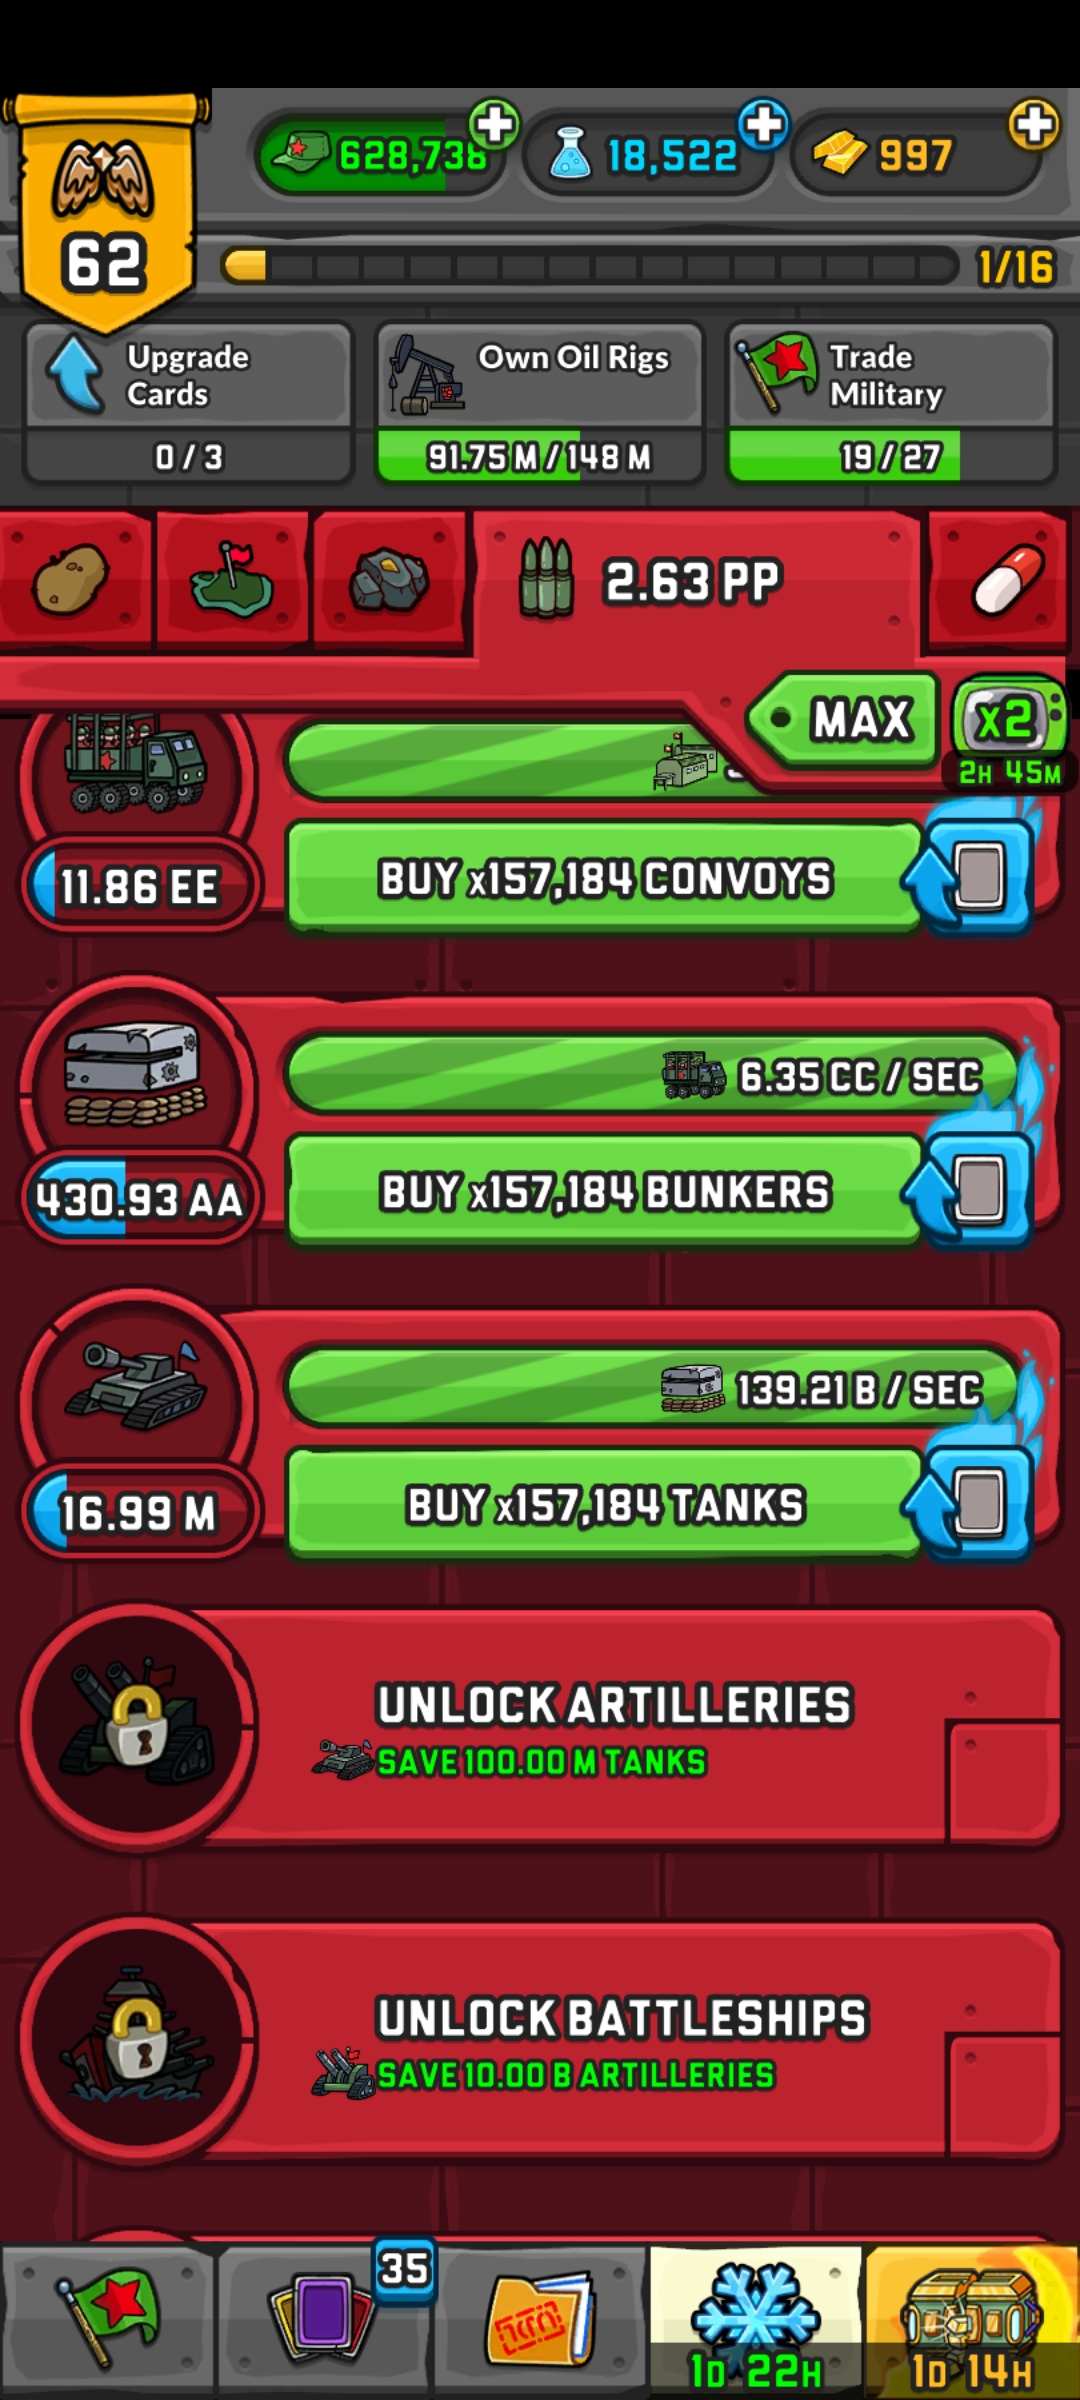 628,738
18,522
997
62
1/16
Upgrade
Cards
0 / 3
Own Oil Rigs
91.75 M / 148 M
Trade
Military
19 / 27
2.63 PP
MAX
x2
2H 45M
11.86 EE
BUY x157,184 CONVOYS
6.35 CC / SEC
430.93 AA
BUY x157,184 BUNKERS
139.21 B / SEC
16.99 M
BUY x157,184 TANKS
UNLOCK ARTILLERIES
SAVE 100.00 M TANKS
UNLOCK BATTLESHIPS
SAVE 10.00 B ARTILLERIES
35
1D 22H
1D 14H